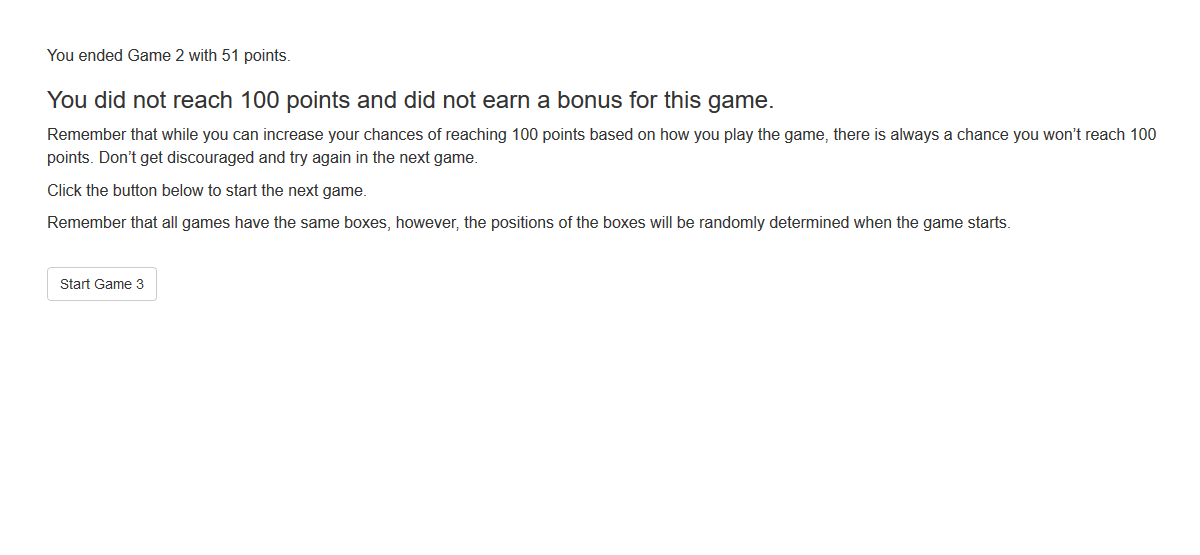 You ended Game 2 with 51 points.
You did not reach 100 points and did not earn a bonus for this game.
Remember that while you can increase your chances of reaching 100 points based on how you play the game, there is always a chance you won’t reach 100
points. Don’t get discouraged and try again in the next game.
Click the button below to start the next game.
Remember that all games have the same boxes, however, the positions of the boxes will be randomly determined when the game starts.
Start Game 3